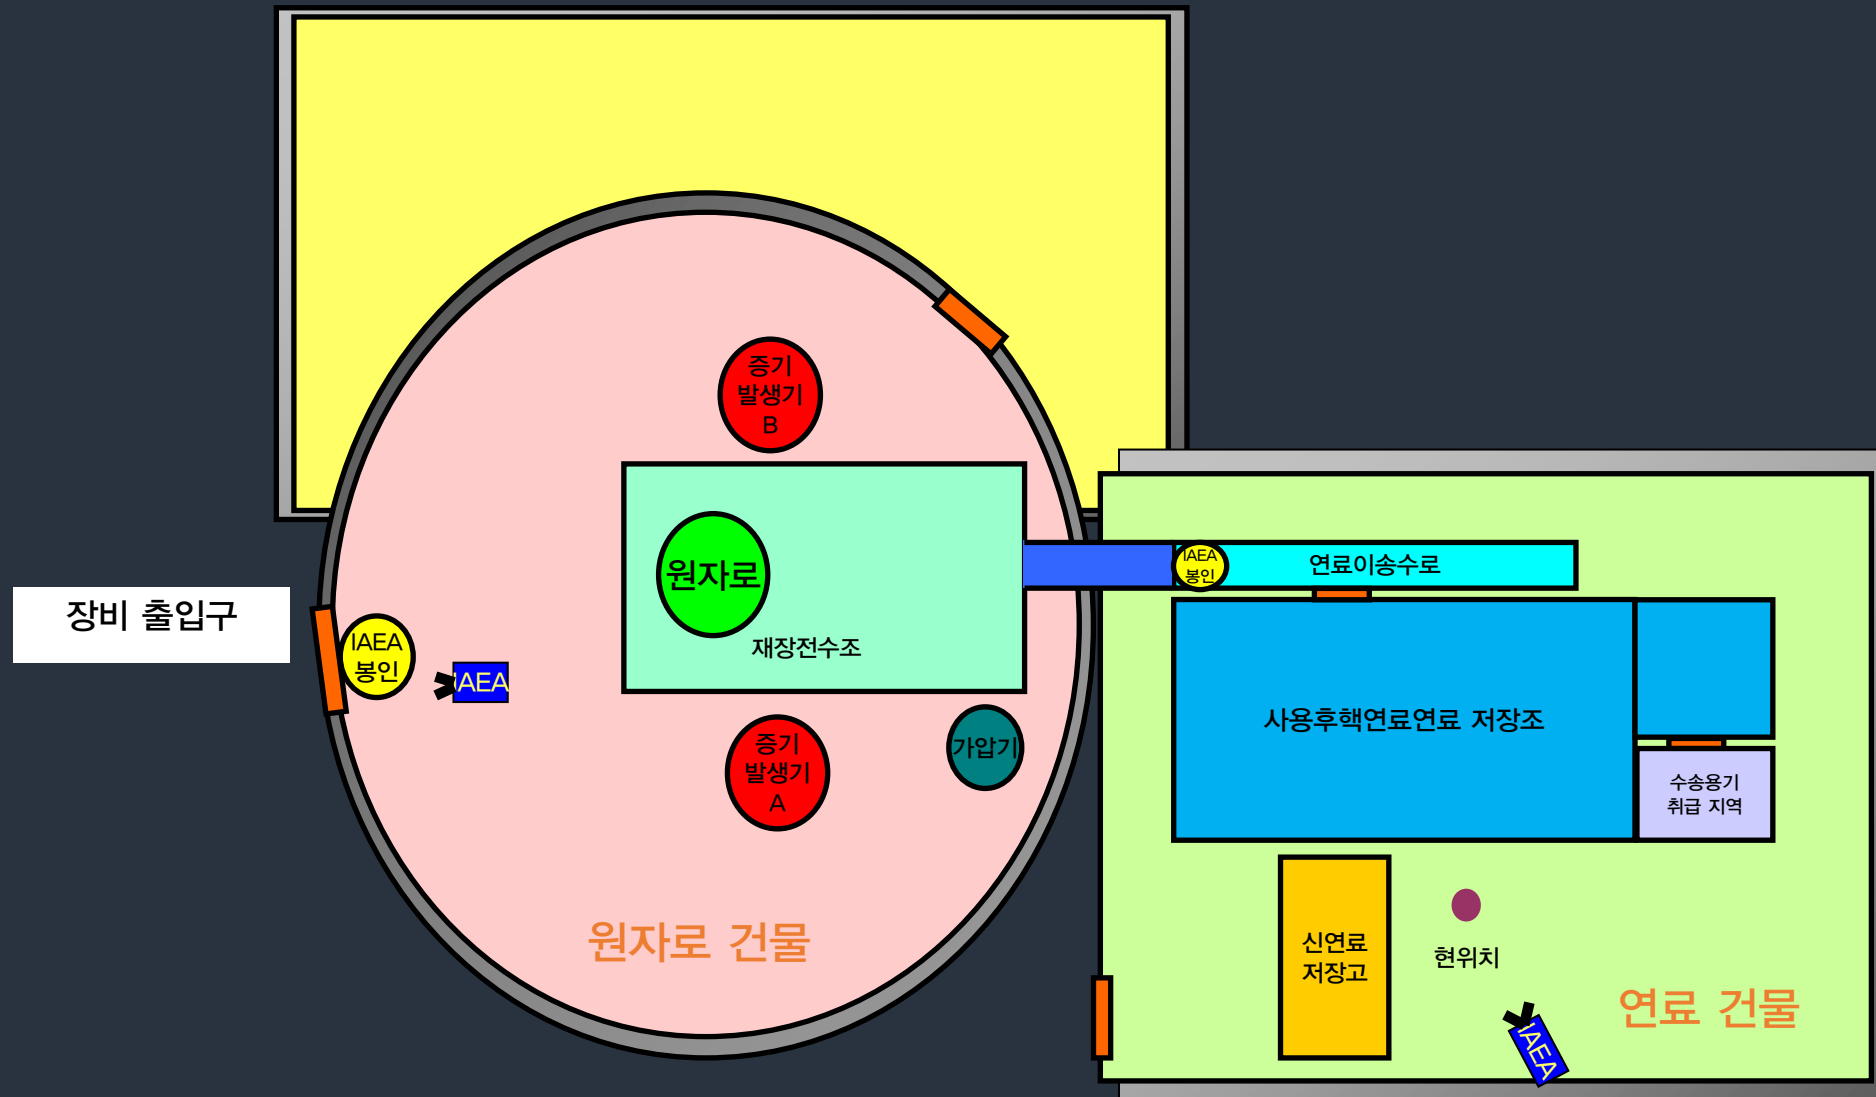 증기
발생기
B
원자로
재장전수조
IAEA
봉인
연료이송수로
장비 출입구
IAEA
봉인
IAEA
증기
발생기
A
가압기
사용후핵연료연료 저장조
수송용기
취급 지역
원자로 건물
신연료
저장고
현위치
연료 건물
IAEA